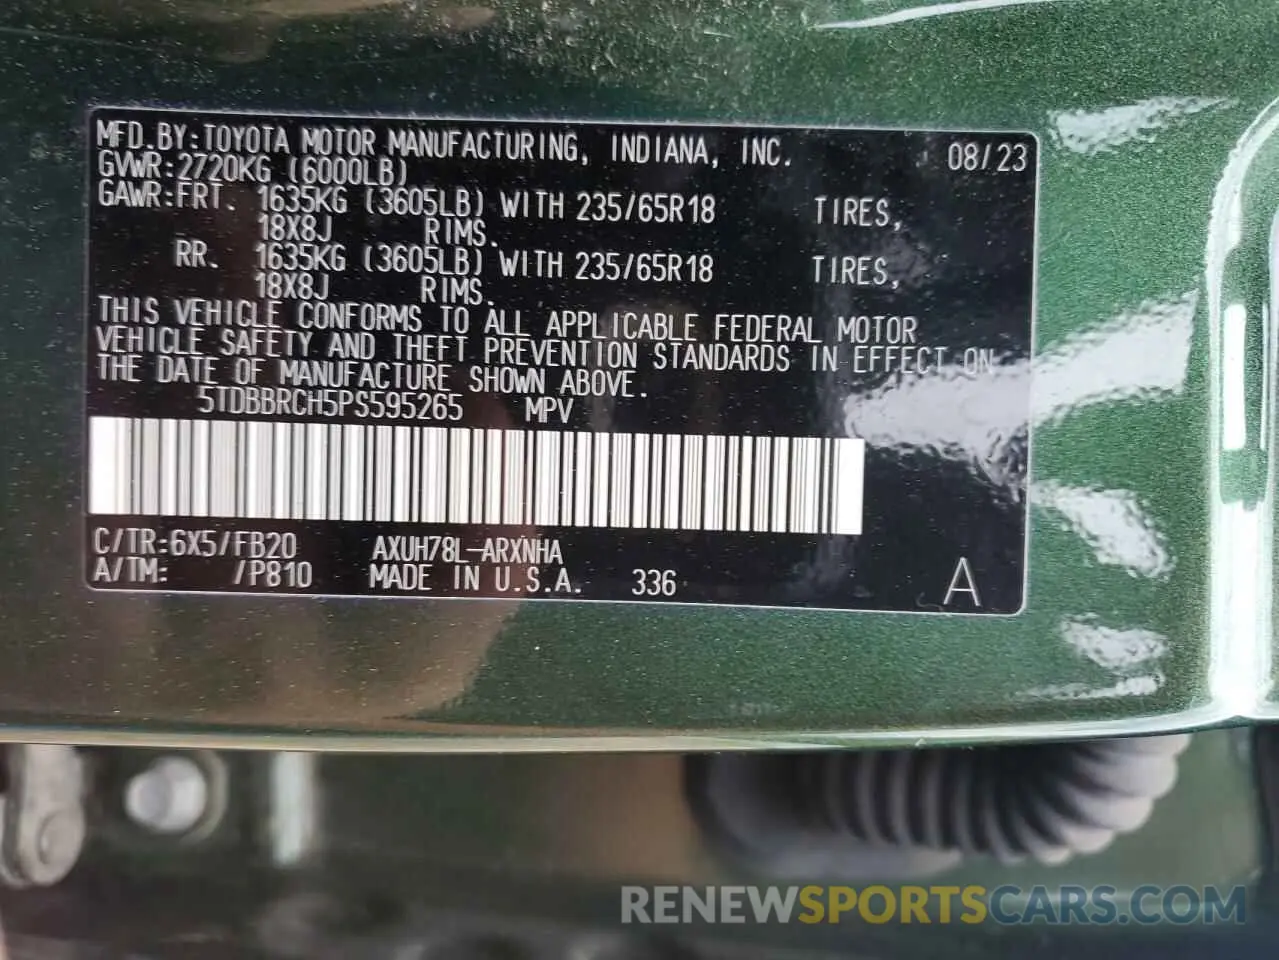 MFD.BY:TOYOTA MOTOR MANUFACTURING, INDIANA, INC. 08/23
GVWR:2720KG (6000LB)
GAWR:FRT. 1635KG (3605LB) WITH 235/65R18 TIRES,
18X8J RIMS.
RR. 1635KG (3605LB) WITH 235/65R18 TIRES,
18X8J RIMS.
THIS VEHICLE CONFORMS TO ALL APPLICABLE FEDERAL MOTOR
VEHICLE SAFETY AND THEFT PREVENTION STANDARDS IN EFFECT ON
THE DATE OF MANUFACTURE SHOWN ABOVE.
5TDBBRCH5PS595265 MPV
C/TR:6X5/FB20 AXUH78L-ARXNHA
A/TM: /P810 MADE IN U.S.A. 336 A
RENEWSPORTSCARS.COM